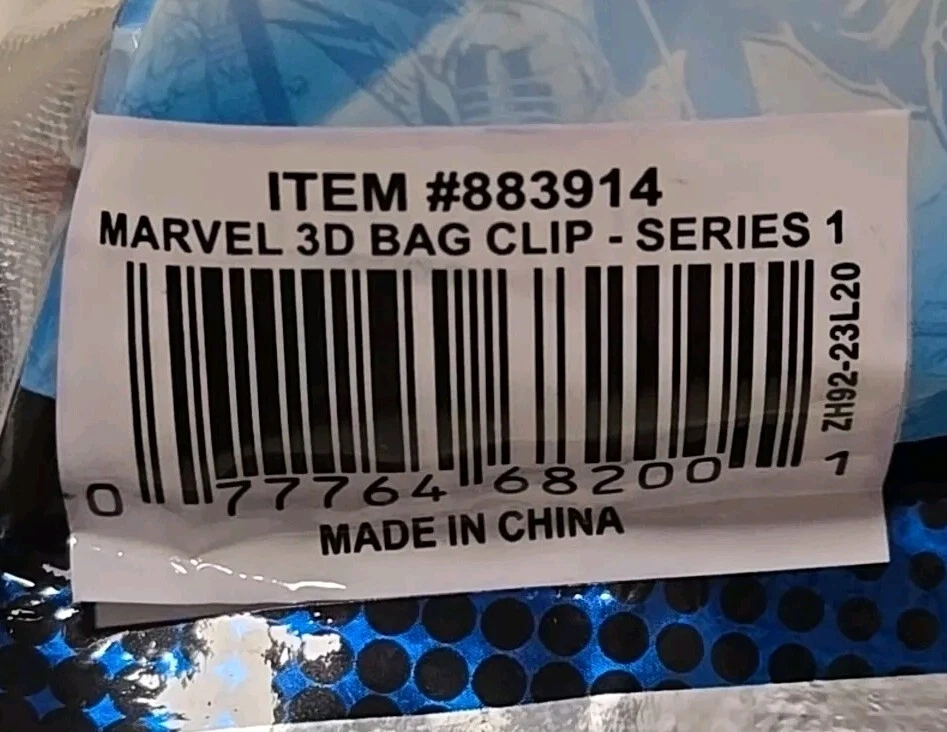 ITEM #883914
MARVEL 3D BAG CLIP - SERIES 1
ZH92-23L20
0 77764 68200 1
MADE IN CHINA